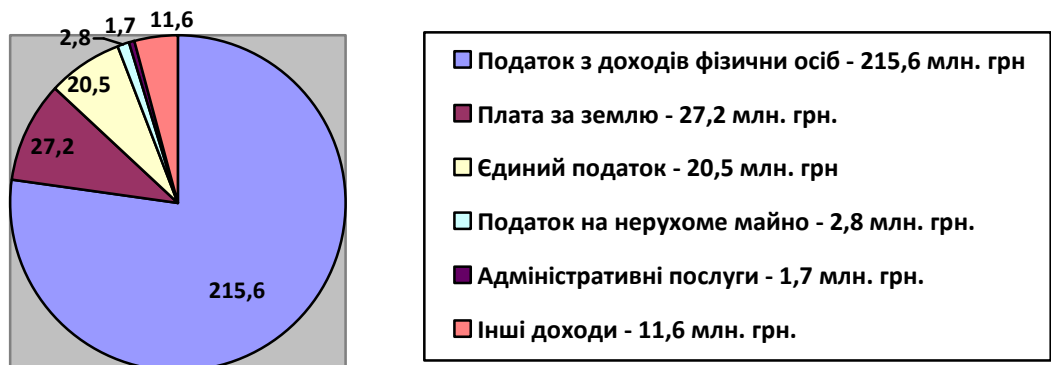 1,7
11,6
2,8
20,5
27,2
215,6
Податок з доходів фізични осіб - 215,6 млн. грн
Плата за землю - 27,2 млн. грн.
Єдиний податок - 20,5 млн. грн
Податок на нерухоме майно - 2,8 млн. грн.
Адміністративні послуги - 1,7 млн. грн.
Інші доходи - 11,6 млн. грн.